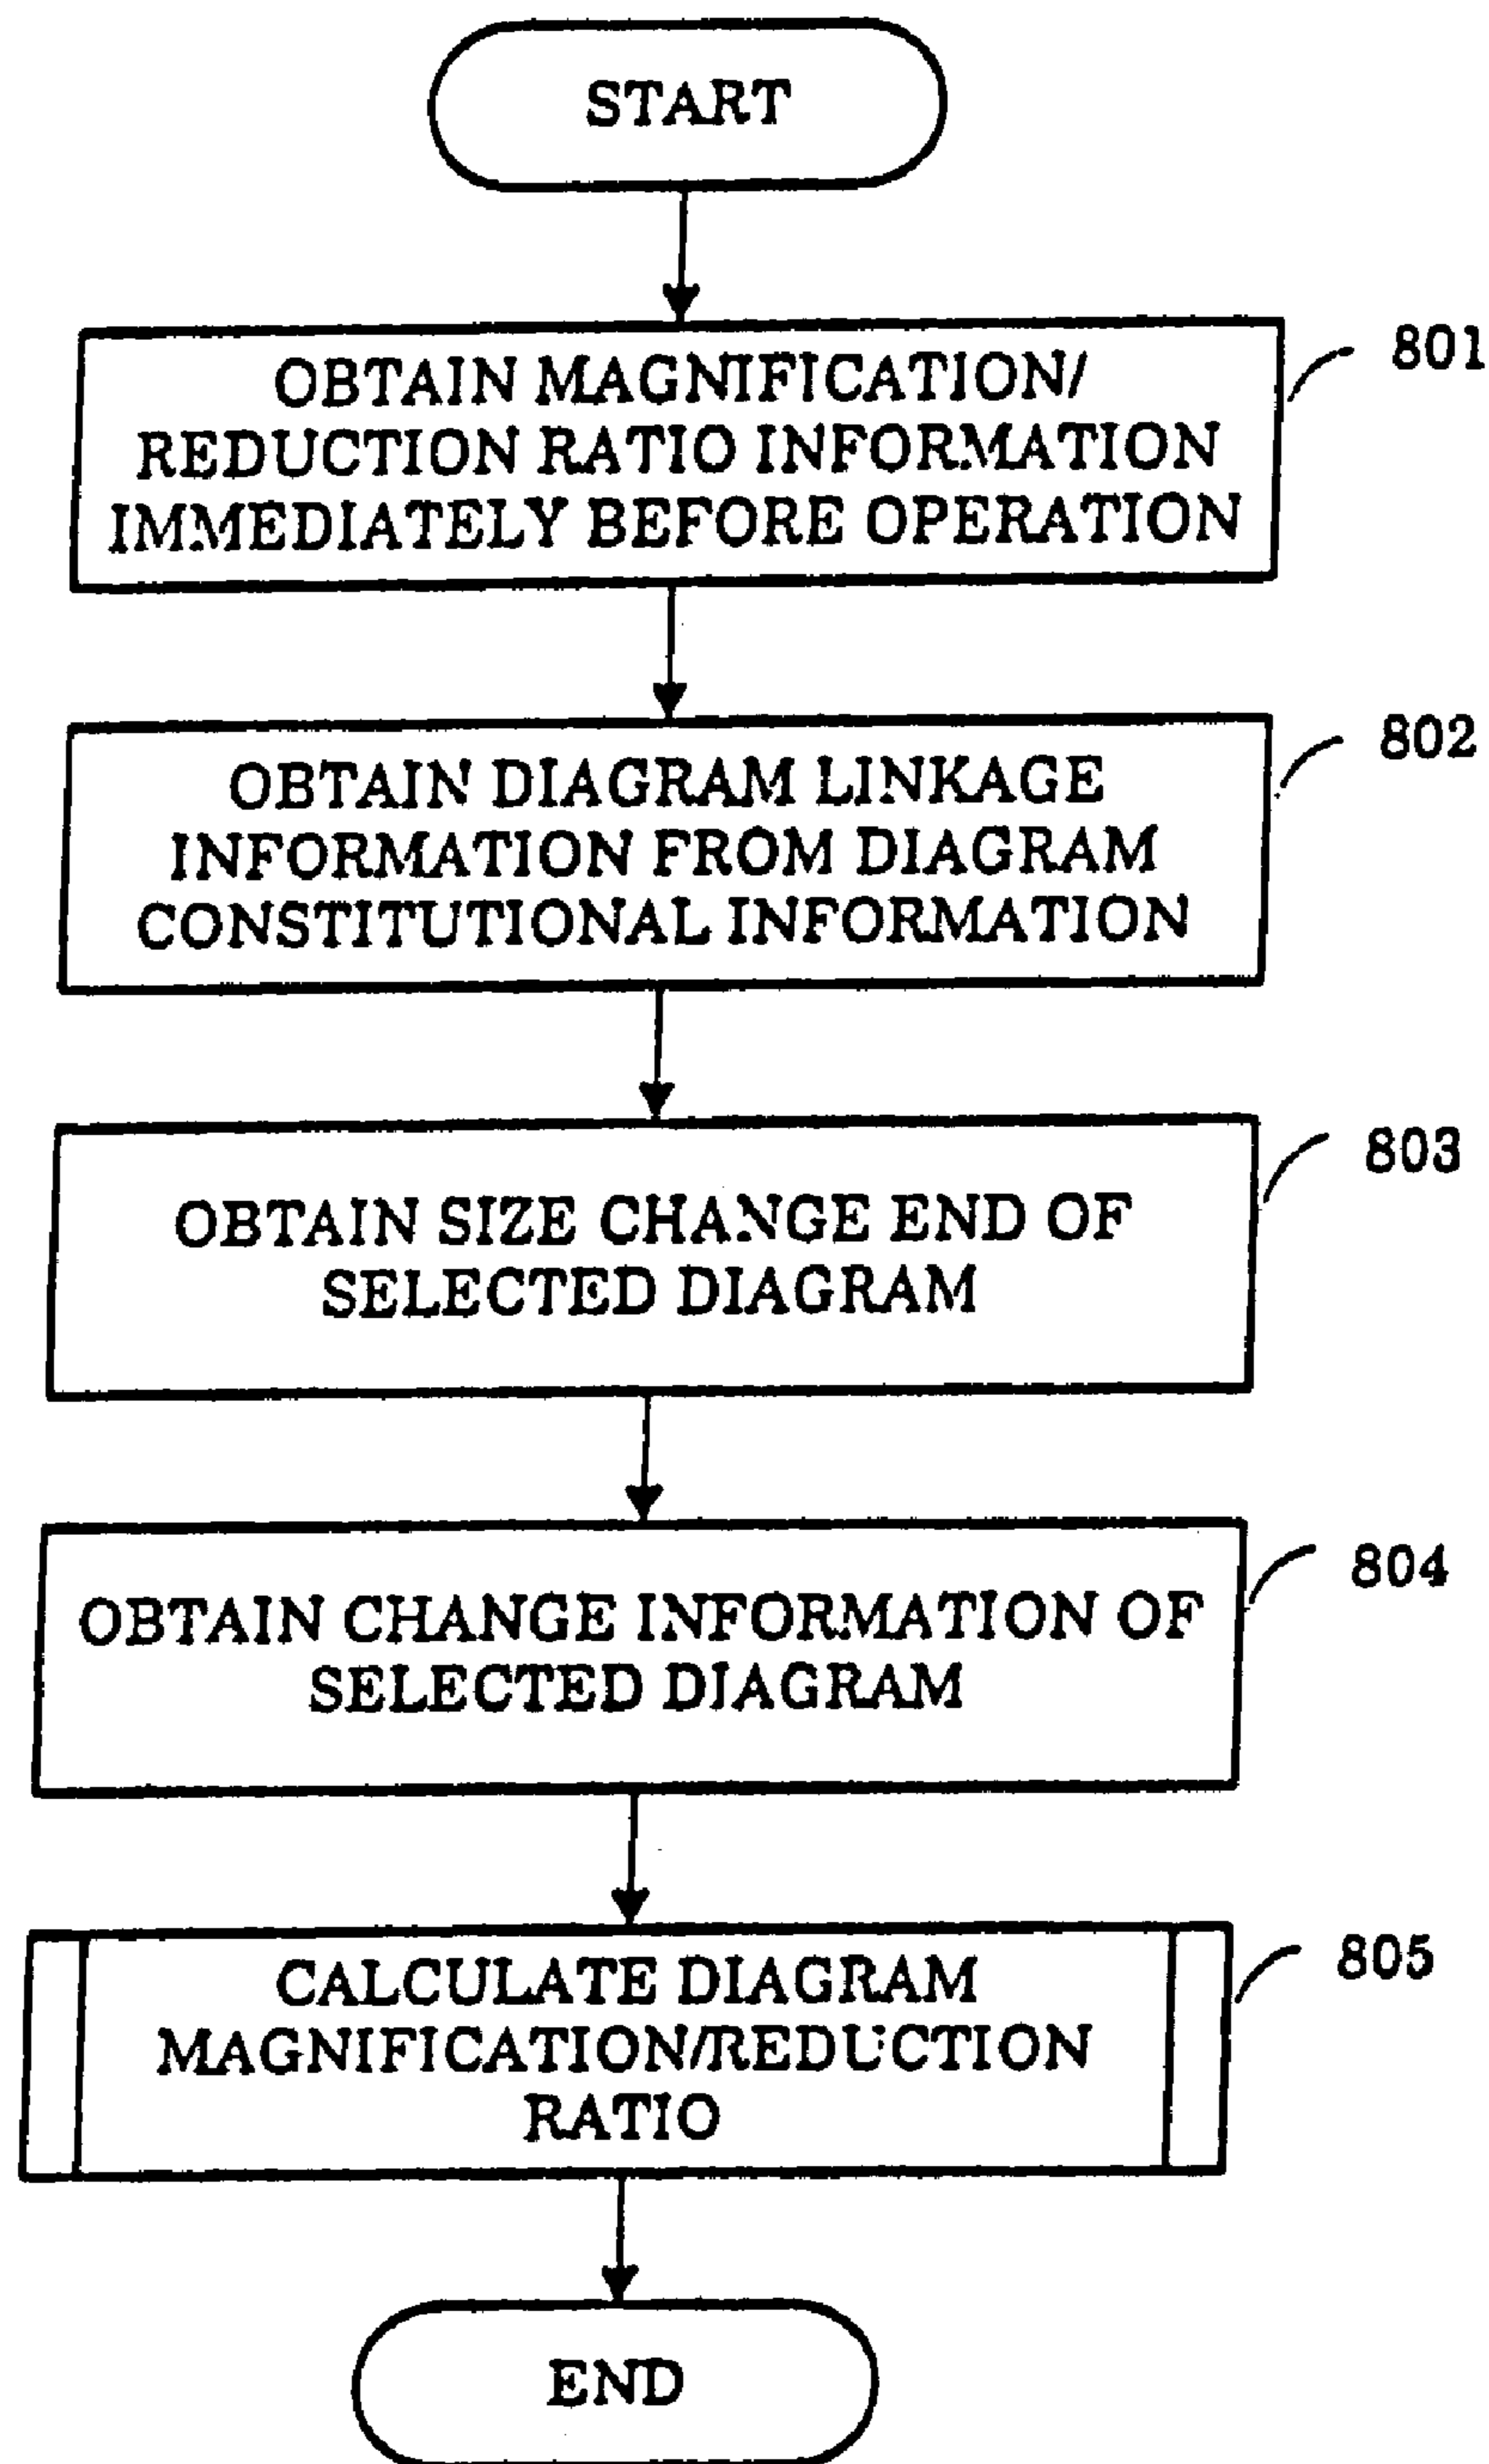 START
OBTAIN MAGNIFICATION/
REDUCTION RATIO INFORMATION
IMMEDIATELY BEFORE OPERATION
801
OBTAIN DIAGRAM LINKAGE
INFORMATION FROM DIAGRAM
CONSTITUTIONAL INFORMATION
802
OBTAIN SIZE CHANGE END OF
SELECTED DIAGRAM
803
OBTAIN CHANGE INFORMATION OF
SELECTED DIAGRAM
804
CALCULATE DIAGRAM
MAGNIFICATION/REDUCTION
RATIO
805
END